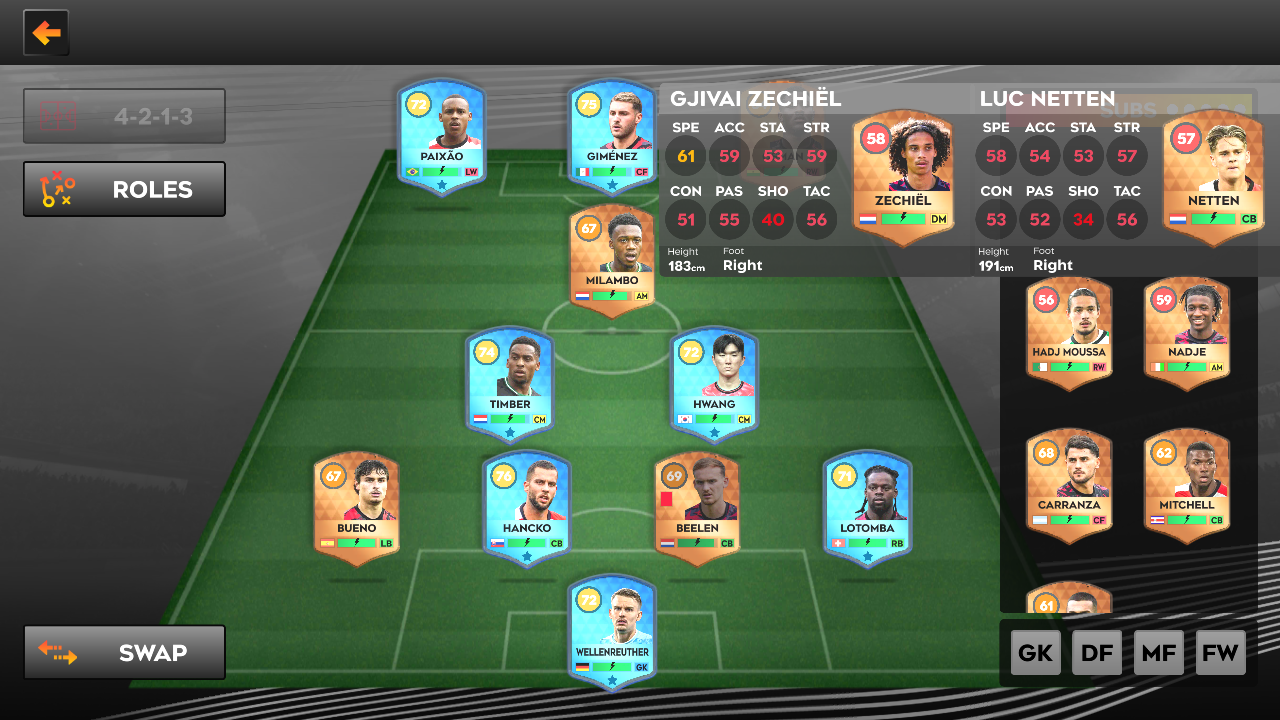 4-2-1-3
ROLES
SWAP
72
PAIXÃO
LW
75
GIMÉNEZ
CF
67
MILAMBO
AM
74
TIMBER
CM
72
HWANG
CM
67
BUENO
LB
76
HANCKO
CB
69
BEELEN
CB
71
LOTOMBA
RB
72
WELLENREUTHER
GK
GJIVAI ZECHIËL
SPE ACC STA STR
61 59 53 59
CON PAS SHO TAC
51 55 40 56
Height Foot
183cm Right
58
ZECHIËL
DM
LUC NETTEN
SPE ACC STA STR
58 54 53 57
CON PAS SHO TAC
53 52 34 56
Height Foot
191cm Right
57
NETTEN
CB
SUBS
56
HADJ MOUSSA
RW
59
NADJE
AM
68
CARRANZA
CF
62
MITCHELL
CB
61
GK DF MF FW